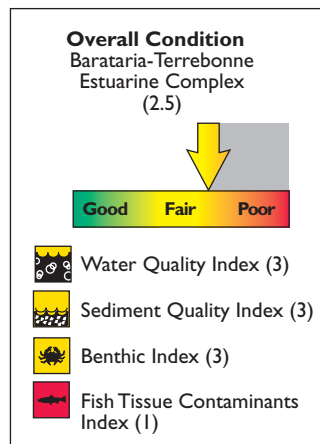 Overall Condition
Barataria-Terrebonne
Estuarine Complex
(2.5)
Good Fair Poor
Water Quality Index (3)
Sediment Quality Index (3)
Benthic Index (3)
Fish Tissue Contaminants
Index (1)